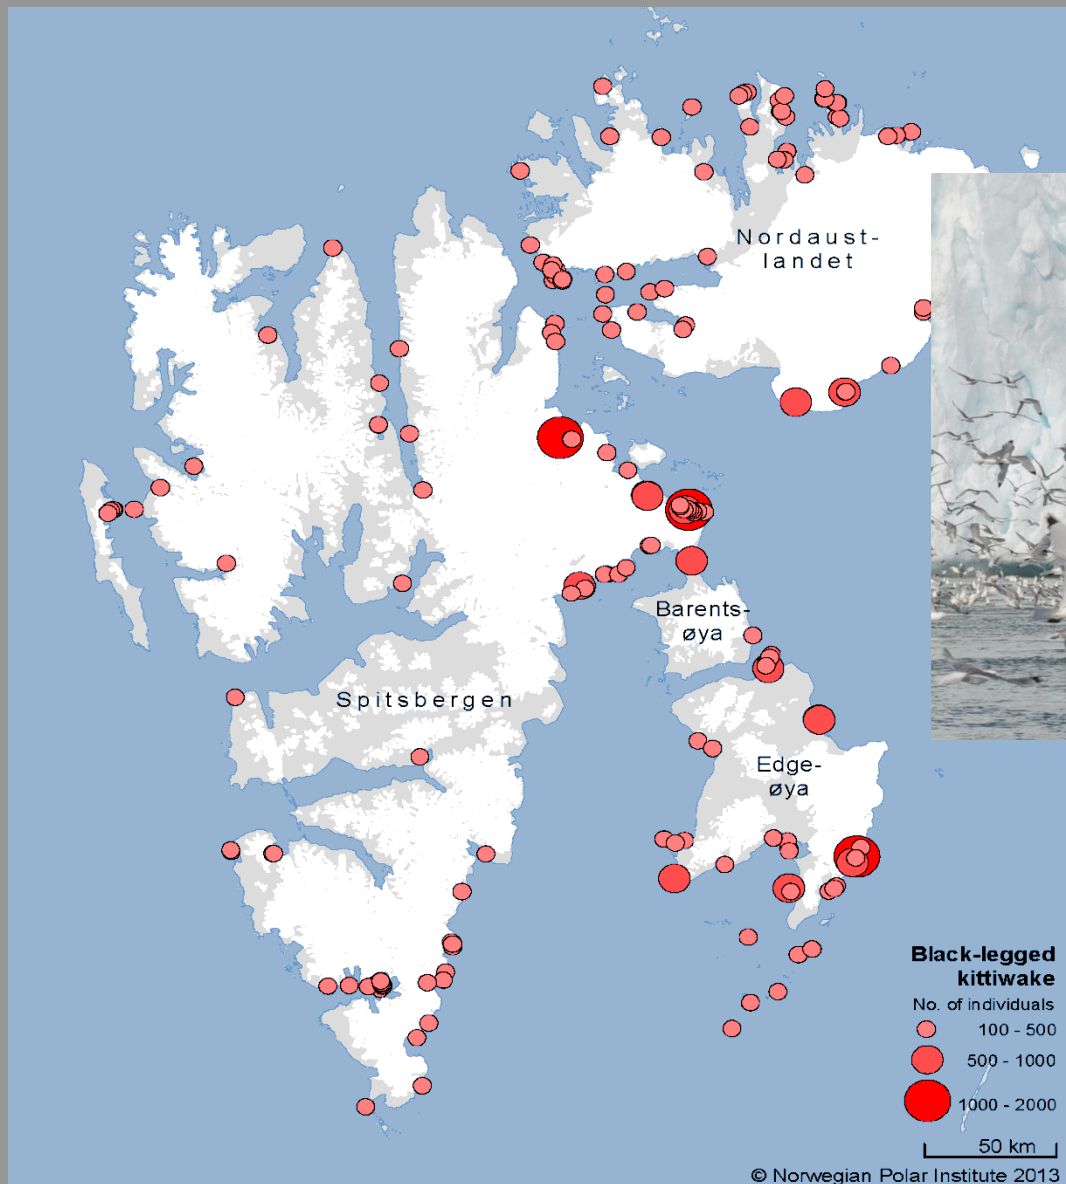 Nordaust-
landet
Barents-
øya
Spitsbergen
Edge-
øya
Black-legged
kittiwake
No. of individuals
100 - 500
500 - 1000
1000 - 2000
50 km
© Norwegian Polar Institute 2013